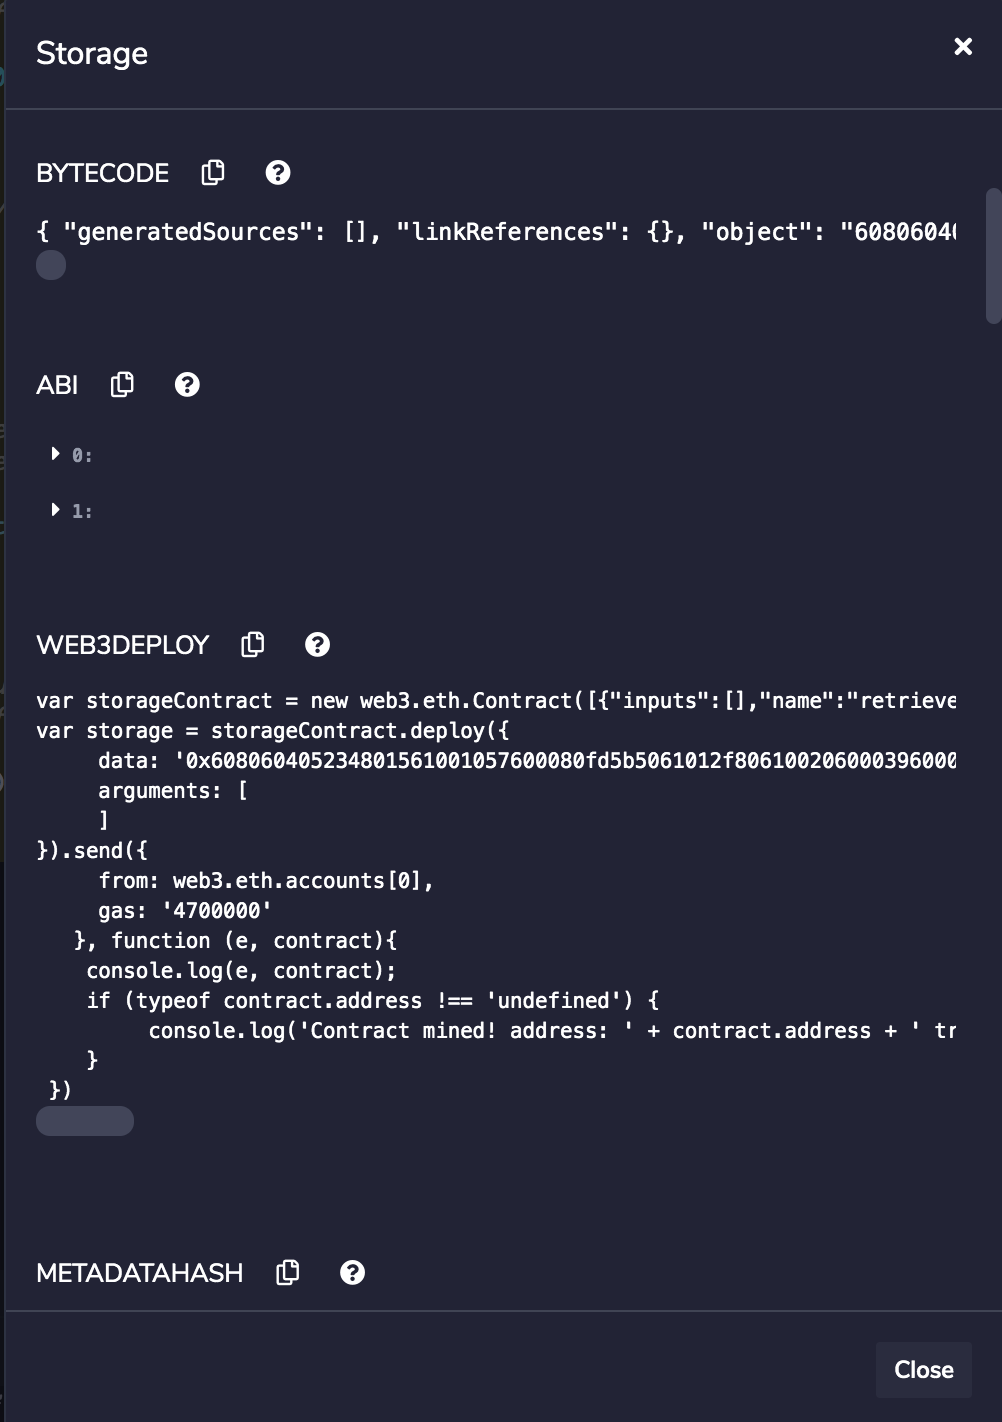 Storage
BYTECODE
{ "generatedSources": [], "linkReferences": {}, "object": "6080604
ABI
0:
1:
WEB3DEPLOY
var storageContract = new web3.eth.Contract([{"inputs":[],"name":"retrieve
var storage = storageContract.deploy({
data: '0x608060405234801561001057600080fd5b5061012f806100206000396000
arguments: [
]
}).send({
from: web3.eth.accounts[0],
gas: '4700000'
}, function (e, contract){
console.log(e, contract);
if (typeof contract.address !== 'undefined') {
console.log('Contract mined! address: ' + contract.address + ' tr
}
})
METADATAHASH
Close